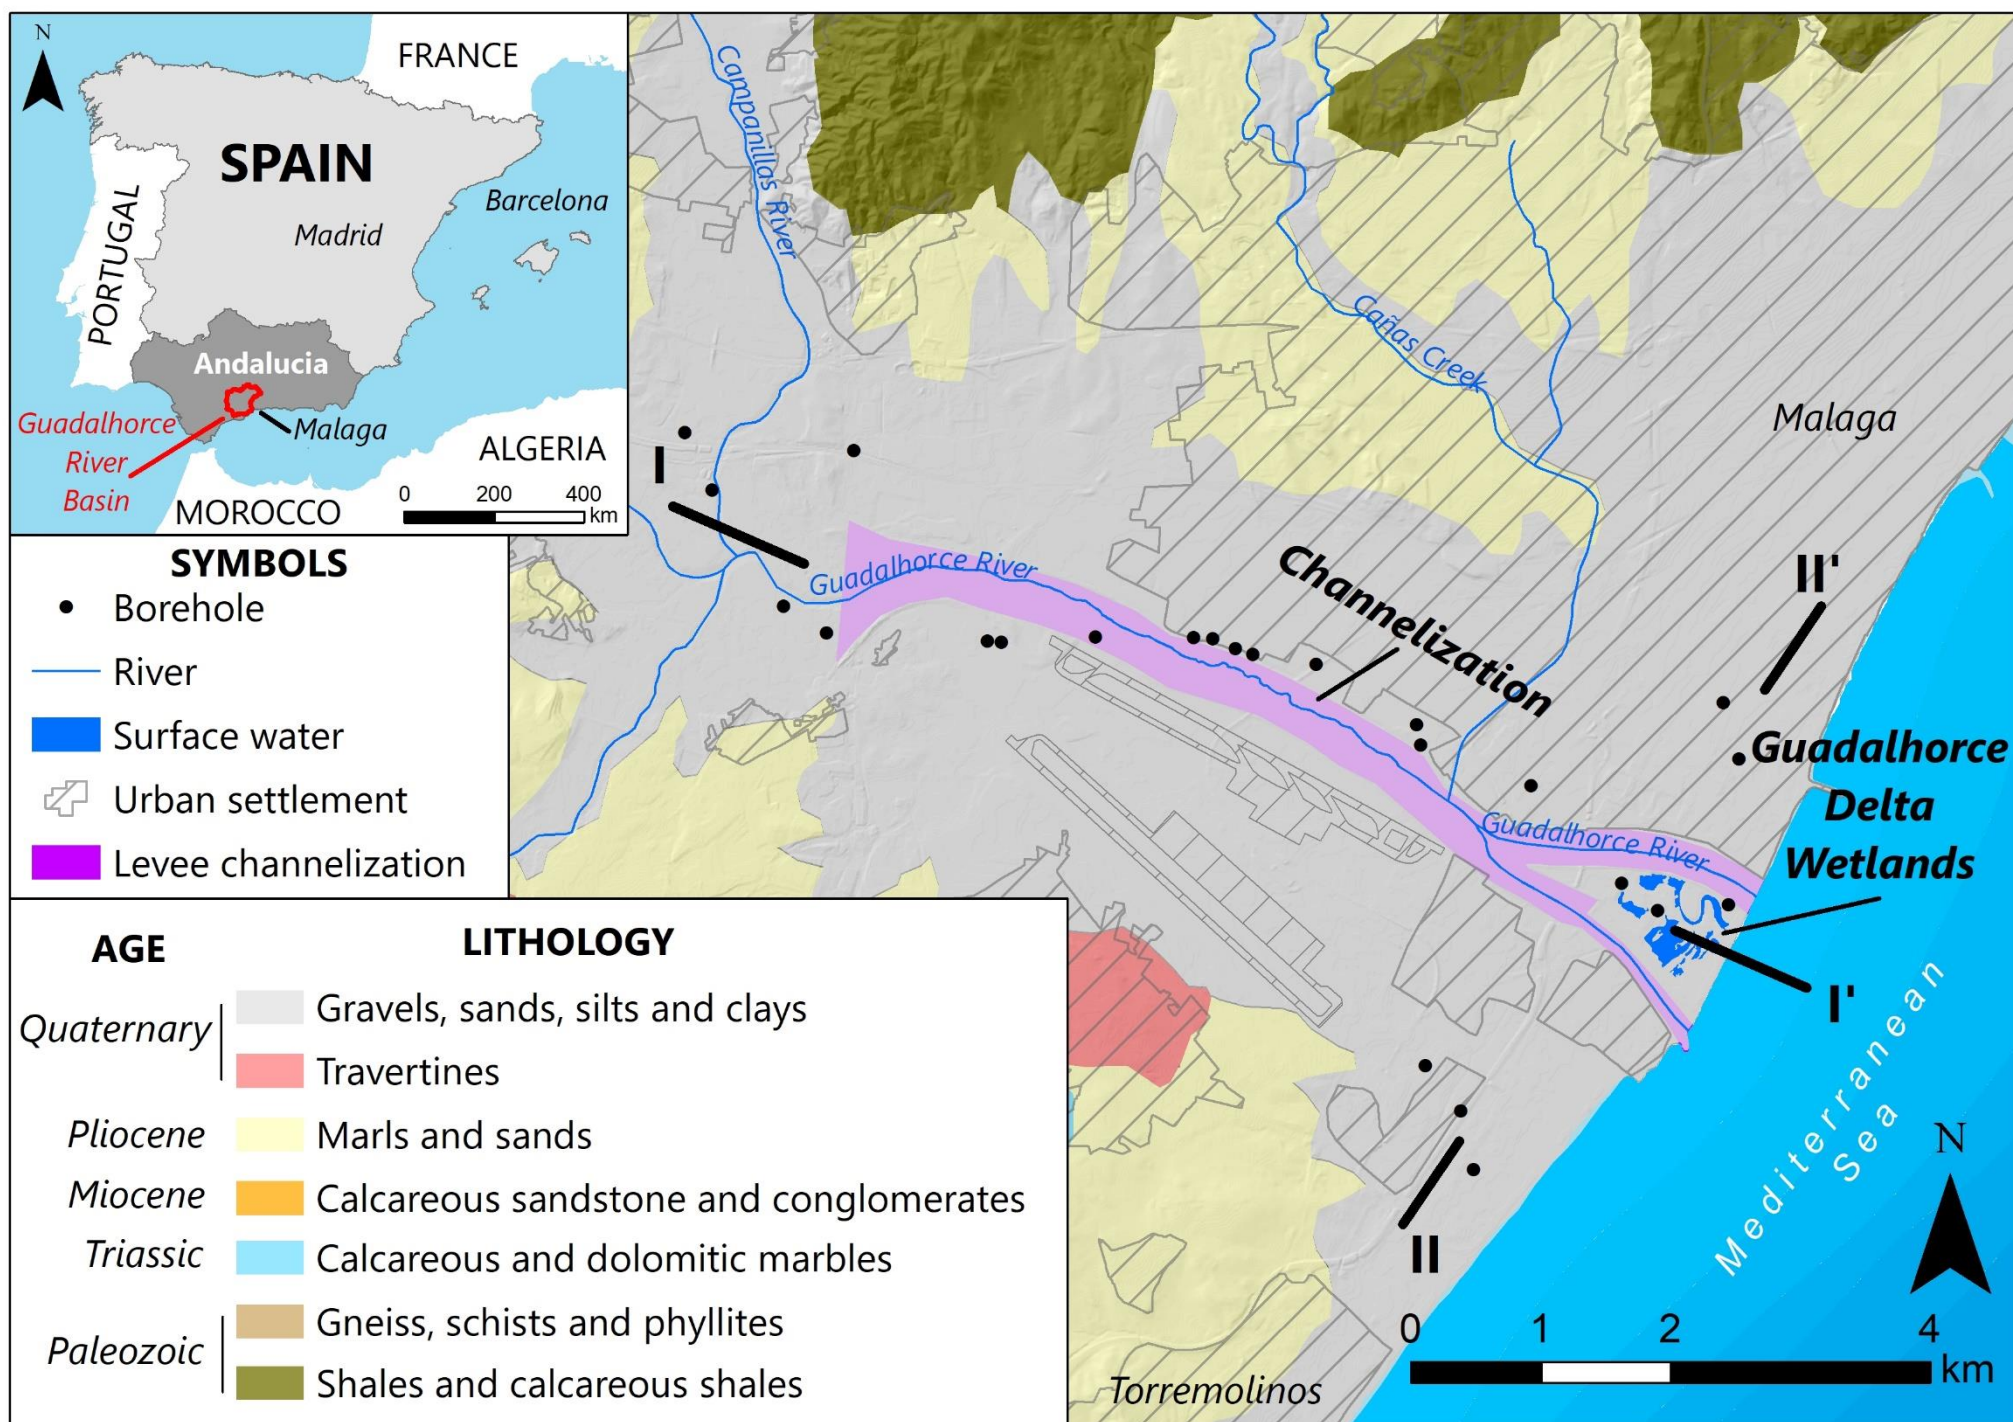 N
FRANCE
SPAIN
Barcelona
Madrid
PORTUGAL
Andalucia
Guadalhorce
River
Basin
Malaga
ALGERIA
MOROCCO
0 200 400
km
SYMBOLS
Borehole
River
Surface water
Urban settlement
Levee channelization
AGE
LITHOLOGY
Quaternary
Gravels, sands, silts and clays
Travertines
Pliocene
Marls and sands
Miocene
Calcareous sandstone and conglomerates
Triassic
Calcareous and dolomitic marbles
Paleozoic
Gneiss, schists and phyllites
Shales and calcareous shales
Campanillas River
Cañas Creek
Malaga
I
Guadalhorce River
Channelization
II'
Guadalhorce
Delta
Wetlands
Guadalhorce River
I'
Mediterranean
Sea
II
Torremolinos
N
0 1 2 4
km